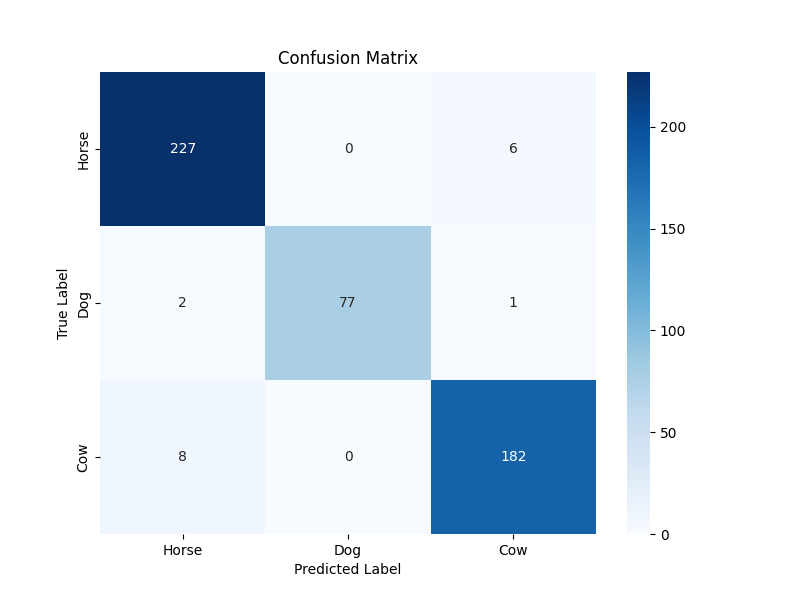 Confusion Matrix
True Label
Horse
227
0
6
Dog
2
77
1
Cow
8
0
182
Horse
Dog
Cow
Predicted Label
200
150
100
50
0